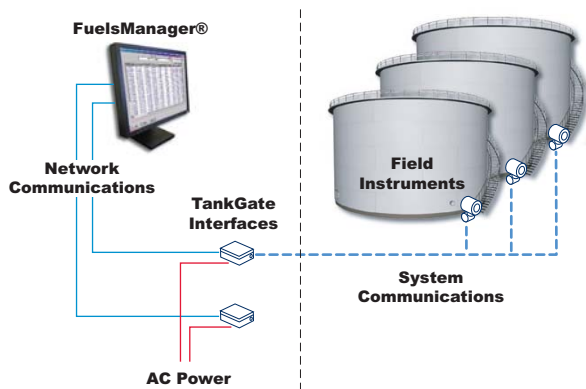 FuelsManager®
Network
Communications
TankGate
Interfaces
Field
Instruments
System
Communications
AC Power